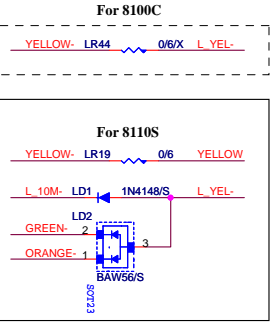 For 8100C
YELLOW- LR44 0/6/X L_YEL-
For 8110S
YELLOW- LR19 0/6 YELLOW
L_10M- LD1 1N4148/S L_YEL-
LD2
GREEN- 2
3
ORANGE- 1
BAW56/S
SOT23